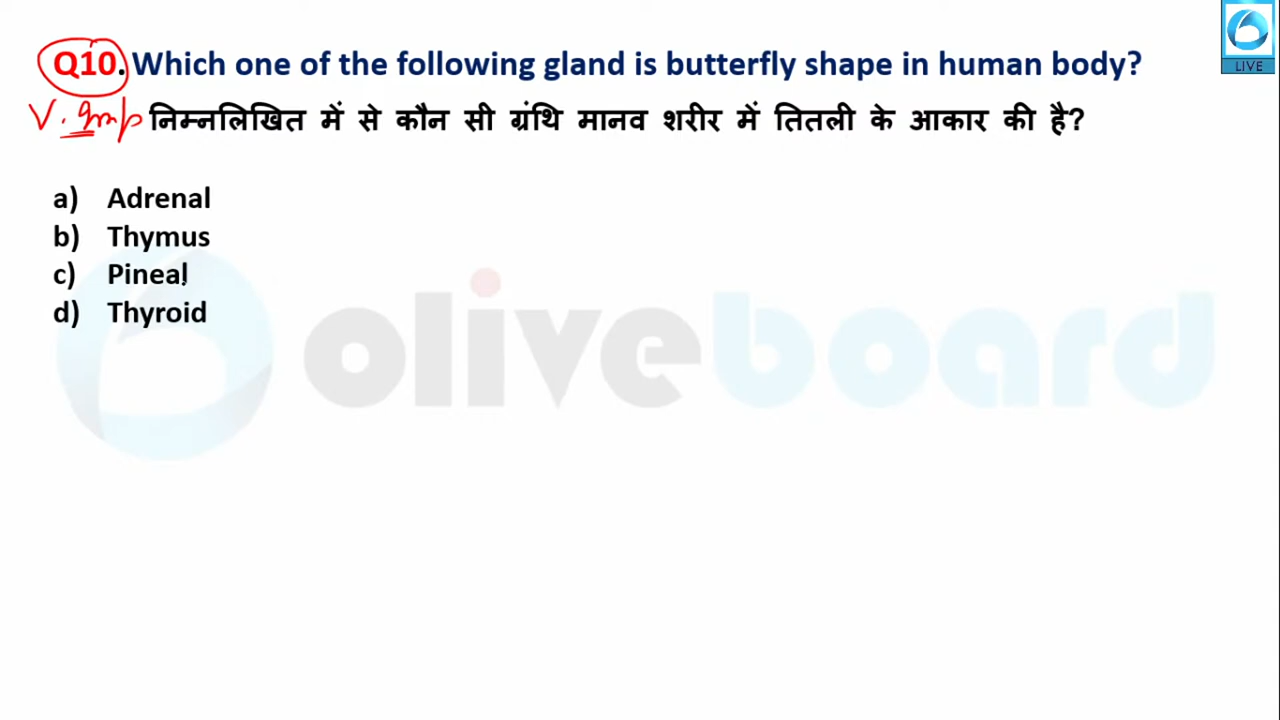 LIVE
Q10. Which one of the following gland is butterfly shape in human body?
V. Imp निम्नलिखित में से कौन सी ग्रंथि मानव शरीर में तितली के आकार की है?
a) Adrenal
b) Thymus
c) Pineal
d) Thyroid
oliveboard